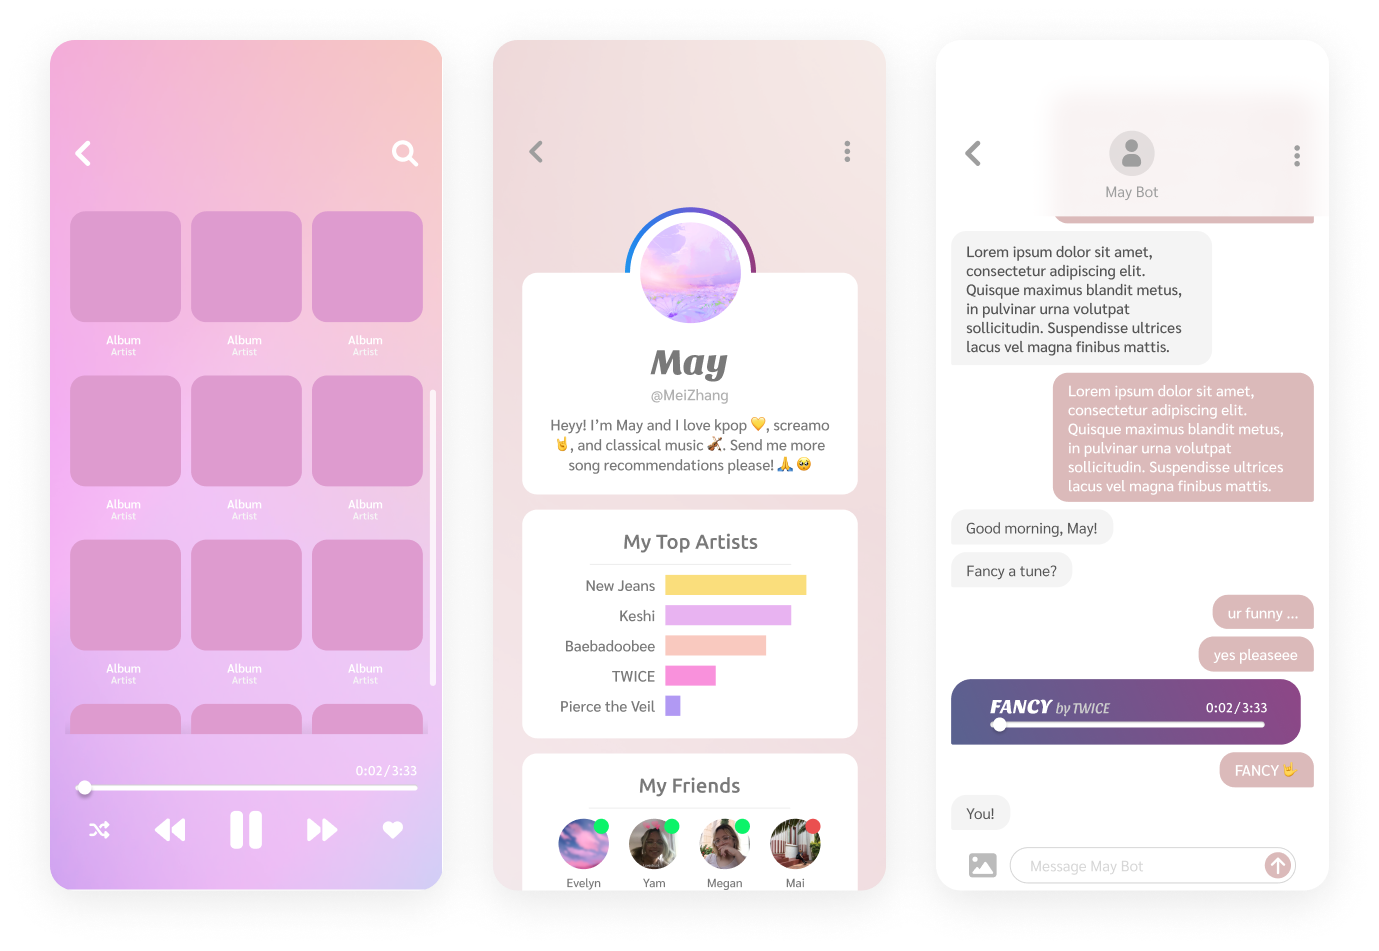 Album Album Album
Artist Artist Artist
Album Album Album
Artist Artist Artist
Album Album Album
Artist Artist Artist
0:02/3:33
May
@MeiZhang
Heyy! I’m May and I love kpop 💛, screamo
🤘, and classical music 🎻. Send me more
song recommendations please! 🙏 🥺
My Top Artists
New Jeans
Keshi
Baebadoobee
TWICE
Pierce the Veil
My Friends
Evelyn Yam Megan Mai
May Bot
Lorem ipsum dolor sit amet,
consectetur adipiscing elit.
Quisque maximus blandit metus,
in pulvinar urna volutpat
sollicitudin. Suspendisse ultrices
lacus vel magna finibus mattis.
Lorem ipsum dolor sit amet,
consectetur adipiscing elit.
Quisque maximus blandit metus,
in pulvinar urna volutpat
sollicitudin. Suspendisse ultrices
lacus vel magna finibus mattis.
Good morning, May!
Fancy a tune?
ur funny ...
yes pleaseee
FANCY by TWICE 0:02/3:33
FANCY 🤟
You!
Message May Bot